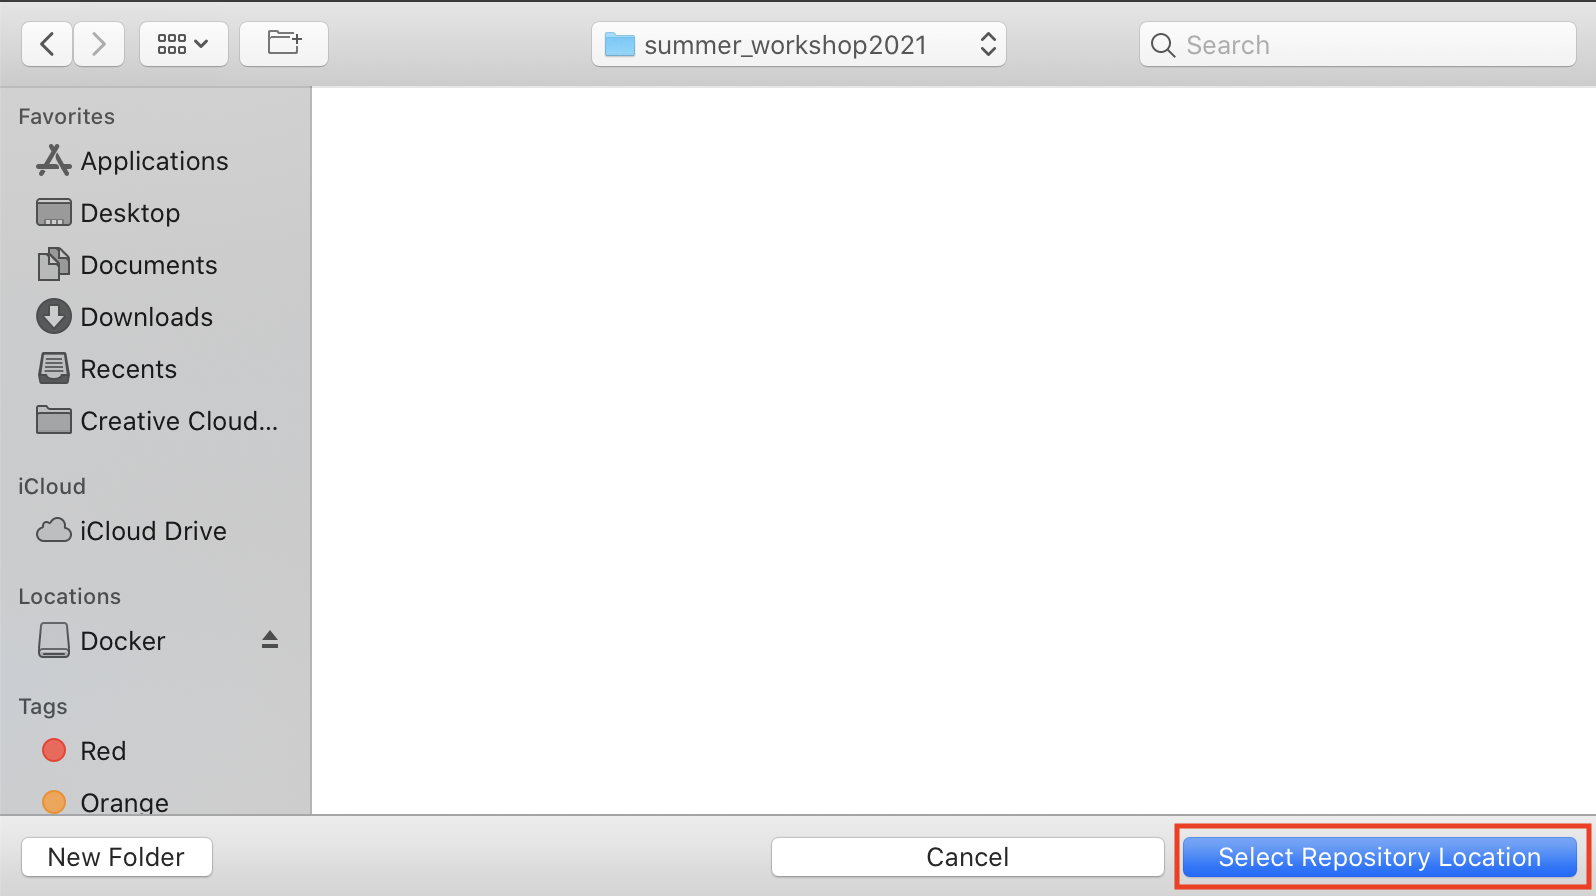 summer_workshop2021
Search
Favorites
Applications
Desktop
Documents
Downloads
Recents
Creative Cloud...
iCloud
iCloud Drive
Locations
Docker
Tags
Red
Orange
New Folder
Cancel
Select Repository Location